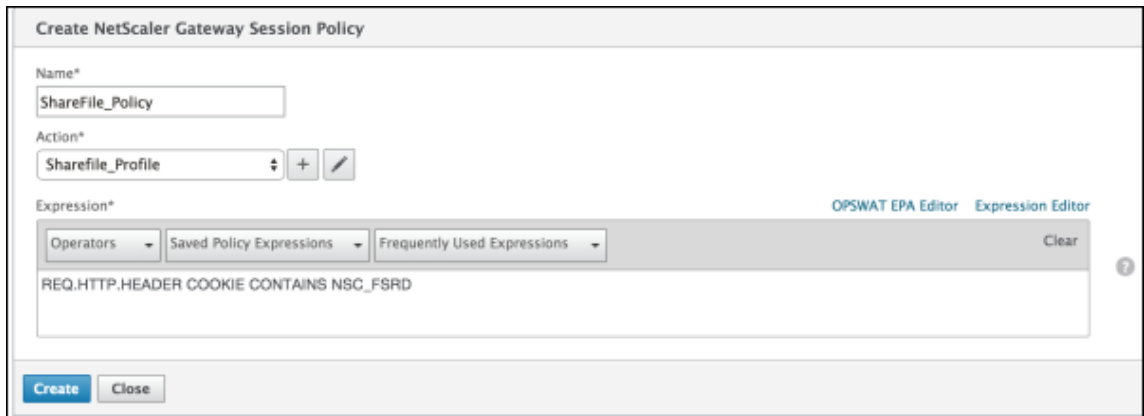 Create NetScaler Gateway Session Policy
Name*
ShareFile_Policy
Action*
Sharefile_Profile +
Expression* OPSWAT EPA Editor Expression Editor
Operators Saved Policy Expressions Frequently Used Expressions Clear
?
REQ.HTTP.HEADER COOKIE CONTAINS NSC_FSRD
Create Close